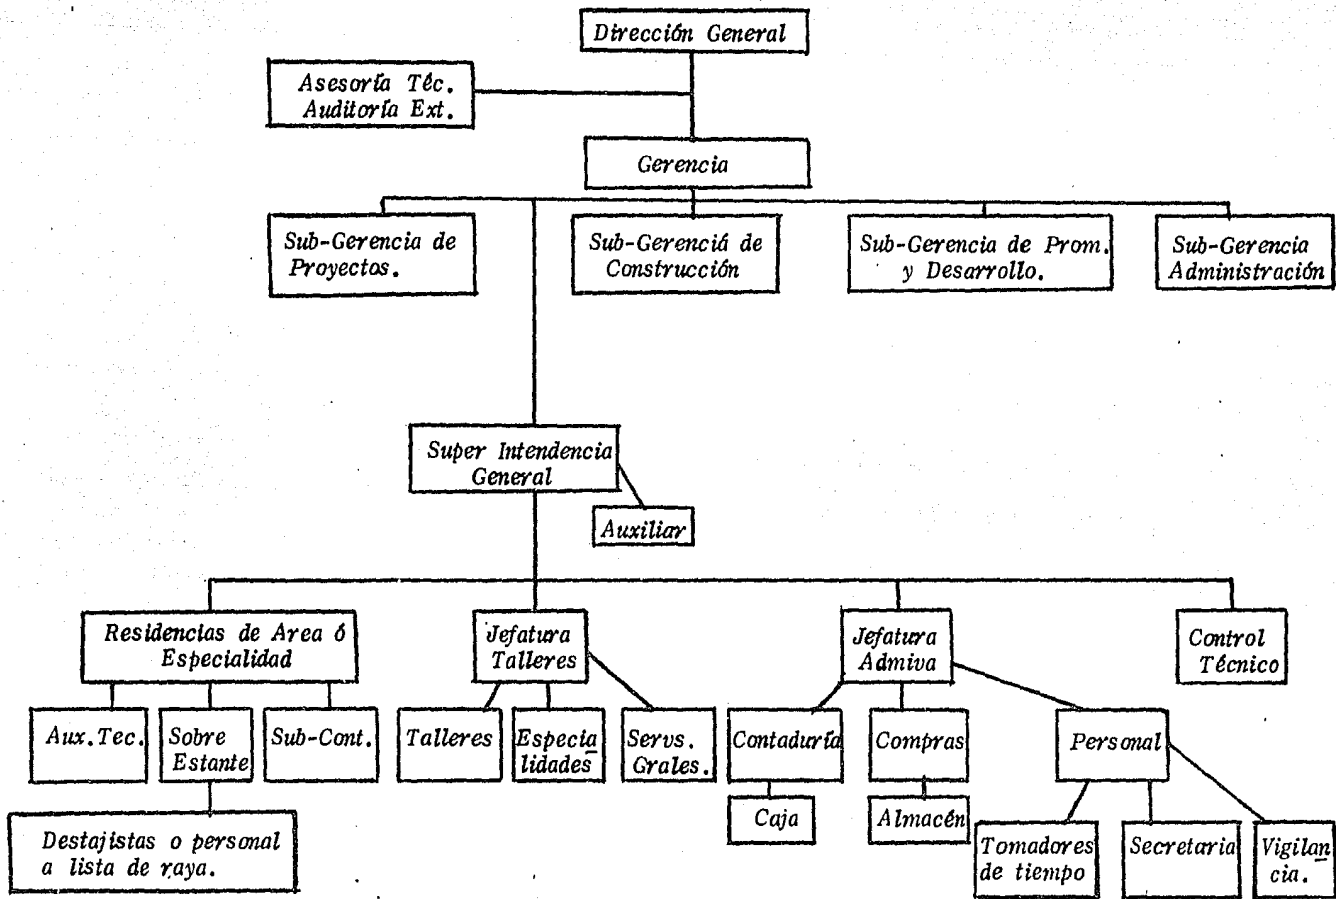 Dirección General
Asesoría Téc.
Auditoría Ext.
Gerencia
Sub-Gerencia de
Proyectos.
Sub-Gerenciá de
Construcción
Sub-Gerencia de Prom.
y Desarrollo.
Sub-Gerencia
Administración
Super Intendencia
General
Auxiliar
Residencias de Area ó
Especialidad
Jefatura
Talleres
Jefatura
Admiva
Control
Técnico
Aux.Tec.
Sobre
Estante
Sub-Cont.
Talleres
Especia
lidades
Servs.
Grales.
Contaduría
Compras
Personal
Caja
Almacén
Destajistas o personal
a lista de raya.
Tomadores
de tiempo
Secretaria
Vigilan
cia.